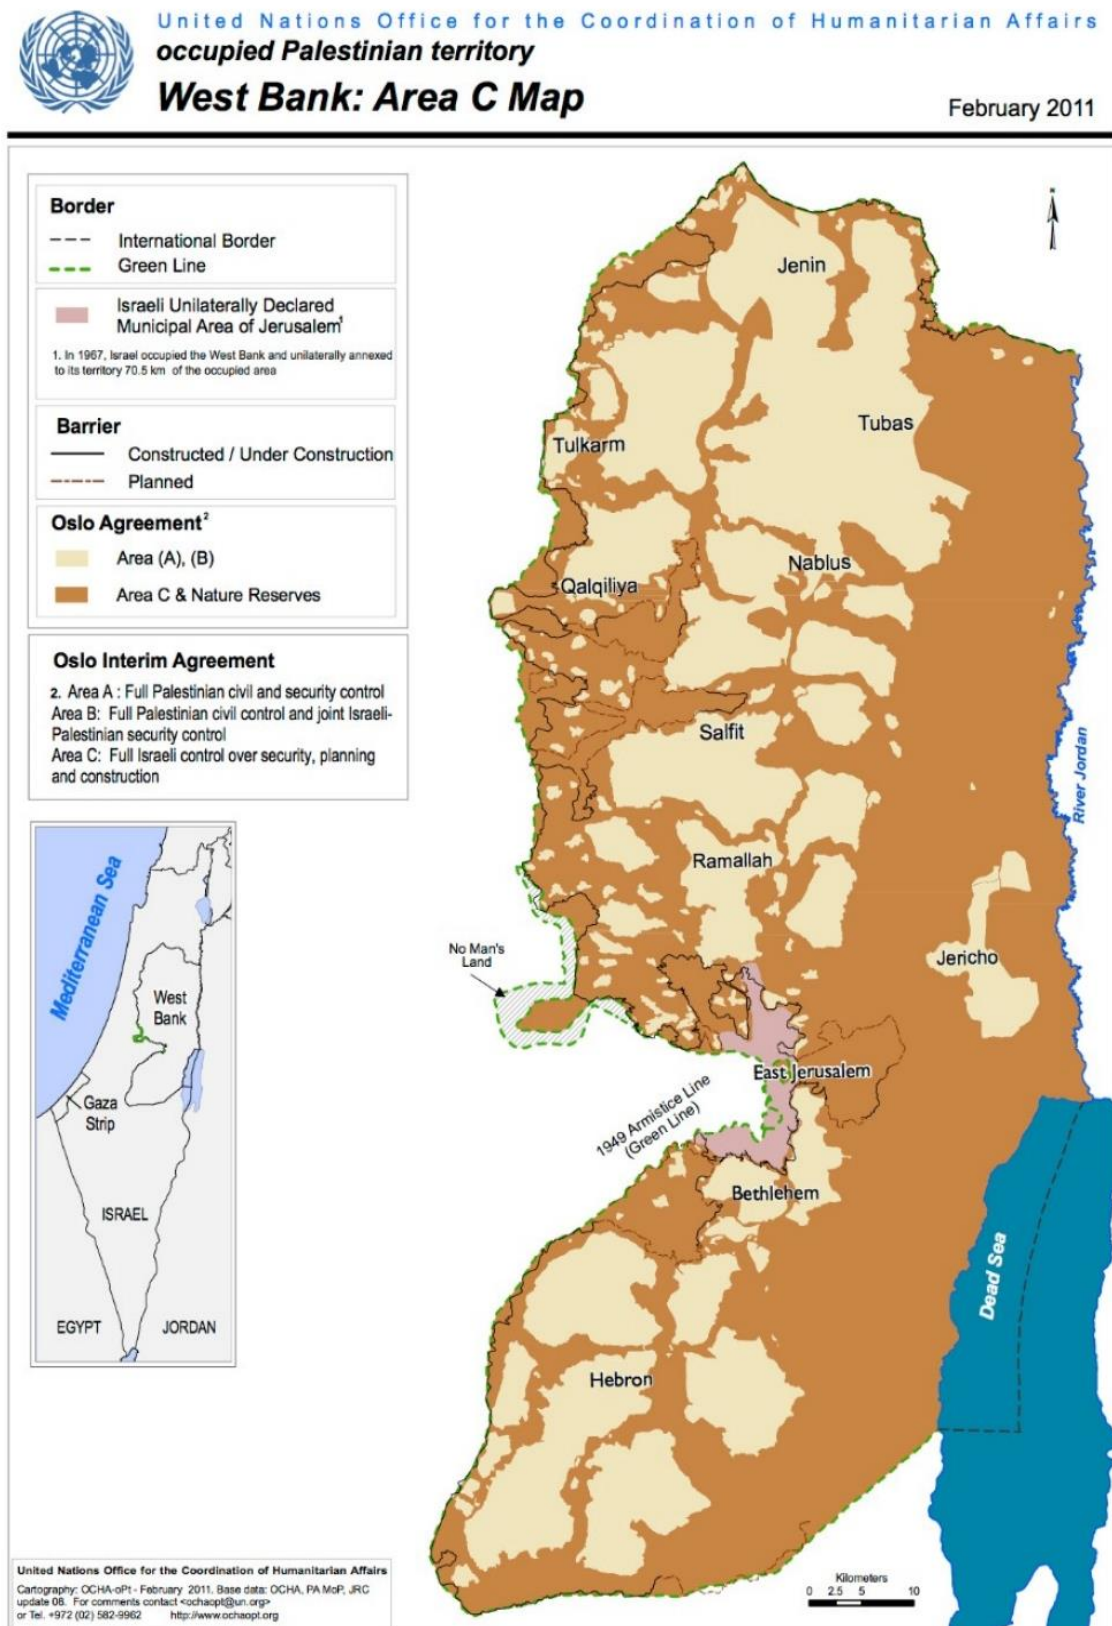 United Nations Office for the Coordination of Humanitarian Affairs
occupied Palestinian territory
West Bank: Area C Map
February 2011
Border
International Border
Green Line
Israeli Unilaterally Declared
Municipal Area of Jerusalem1
1. In 1967, Israel occupied the West Bank and unilaterally annexed
to its territory 70.5 km of the occupied area
Barrier
Constructed / Under Construction
Planned
Oslo Agreement2
Area (A), (B)
Area C & Nature Reserves
Oslo Interim Agreement
2. Area A : Full Palestinian civil and security control
Area B: Full Palestinian civil control and joint Israeli-
Palestinian security control
Area C: Full Israeli control over security, planning
and construction
Mediterranean Sea
West
Bank
Gaza
Strip
ISRAEL
EGYPT
JORDAN
Jenin
Tubas
Tulkarm
Nablus
Qalqiliya
Salfit
River Jordan
Ramallah
No Man's
Land
Jericho
East Jerusalem
1949 Armistice Line
(Green Line)
Bethlehem
Dead Sea
Hebron
Kilometers
0 2.5 5 10
United Nations Office for the Coordination of Humanitarian Affairs
Cartography: OCHA-oPt - February 2011. Base data: OCHA, PA MoP, JRC
update 08. For comments contact <ochaopt@un.org>
or Tel. +972 (02) 582-9962 http://www.ochaopt.org